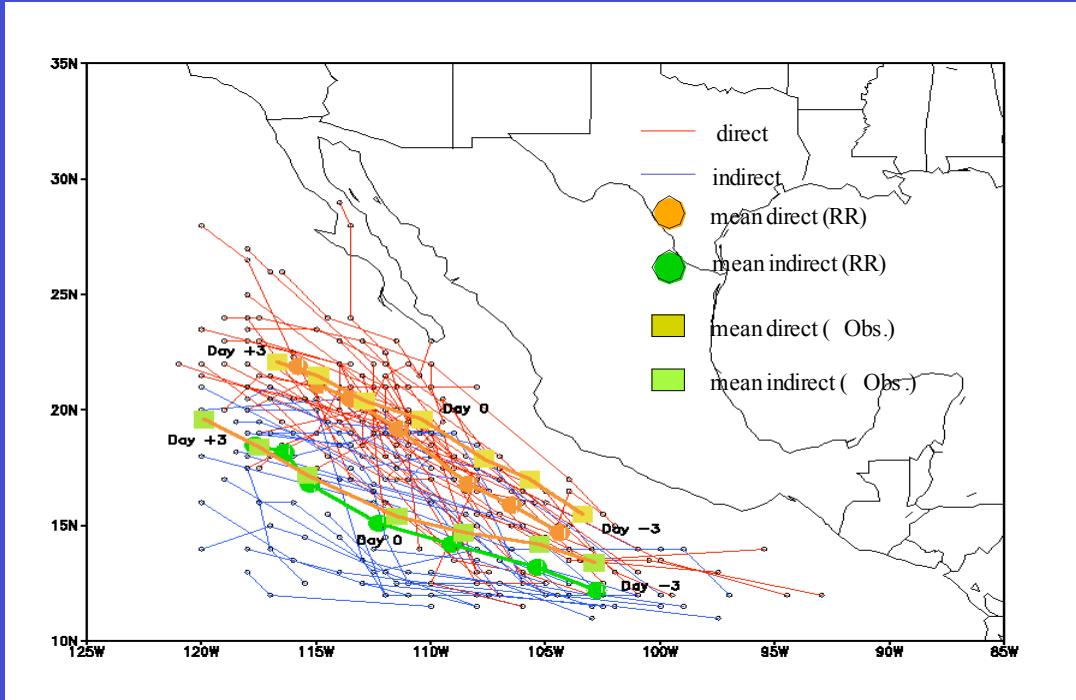 35N
30N
25N
20N
15N
10N
125W 120W 115W 110W 105W 100W 95W 90W 85W
direct
indirect
mean direct (RR)
mean indirect (RR)
mean direct ( Obs.)
mean indirect ( Obs.)
Day +3
Day 0
Day +3
Day 0
Day −3
Day −3